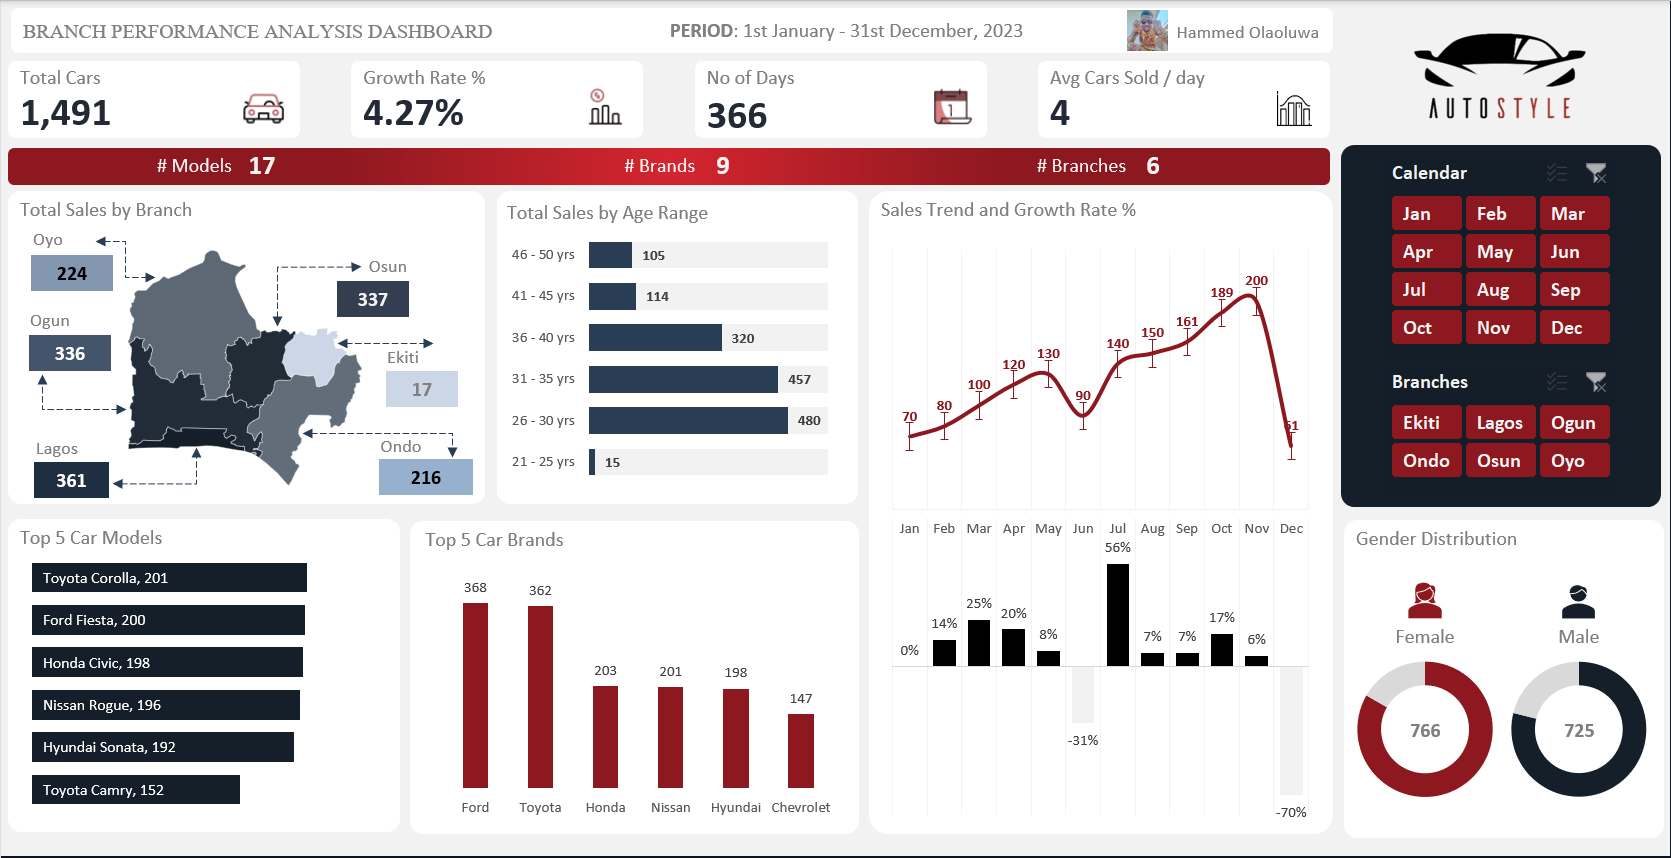 BRANCH PERFORMANCE ANALYSIS DASHBOARD
PERIOD: 1st January - 31st December, 2023
Hammed Olaoluwa
AUTOSTYLE
Total Cars
1,491
Growth Rate %
4.27%
No of Days
366
1
Avg Cars Sold / day
4
# Models 17
# Brands 9
# Branches 6
Total Sales by Branch
Oyo
224
Osun
337
Ogun
336
Ekiti
17
Lagos
361
Ondo
216
Total Sales by Age Range
46 - 50 yrs 105
41 - 45 yrs 114
36 - 40 yrs 320
31 - 35 yrs 457
26 - 30 yrs 480
21 - 25 yrs 15
Sales Trend and Growth Rate %
70 80 100 120 130 90 140 150 161 189 200 51
Jan Feb Mar Apr May Jun Jul Aug Sep Oct Nov Dec
0% 14% 25% 20% 8% -31% 56% 7% 7% 17% 6% -70%
Calendar
Jan Feb Mar
Apr May Jun
Jul Aug Sep
Oct Nov Dec
Branches
Ekiti Lagos Ogun
Ondo Osun Oyo
Top 5 Car Models
Toyota Corolla, 201
Ford Fiesta, 200
Honda Civic, 198
Nissan Rogue, 196
Hyundai Sonata, 192
Toyota Camry, 152
Top 5 Car Brands
368 362 203 201 198 147
Ford Toyota Honda Nissan Hyundai Chevrolet
Gender Distribution
Female Male
766 725